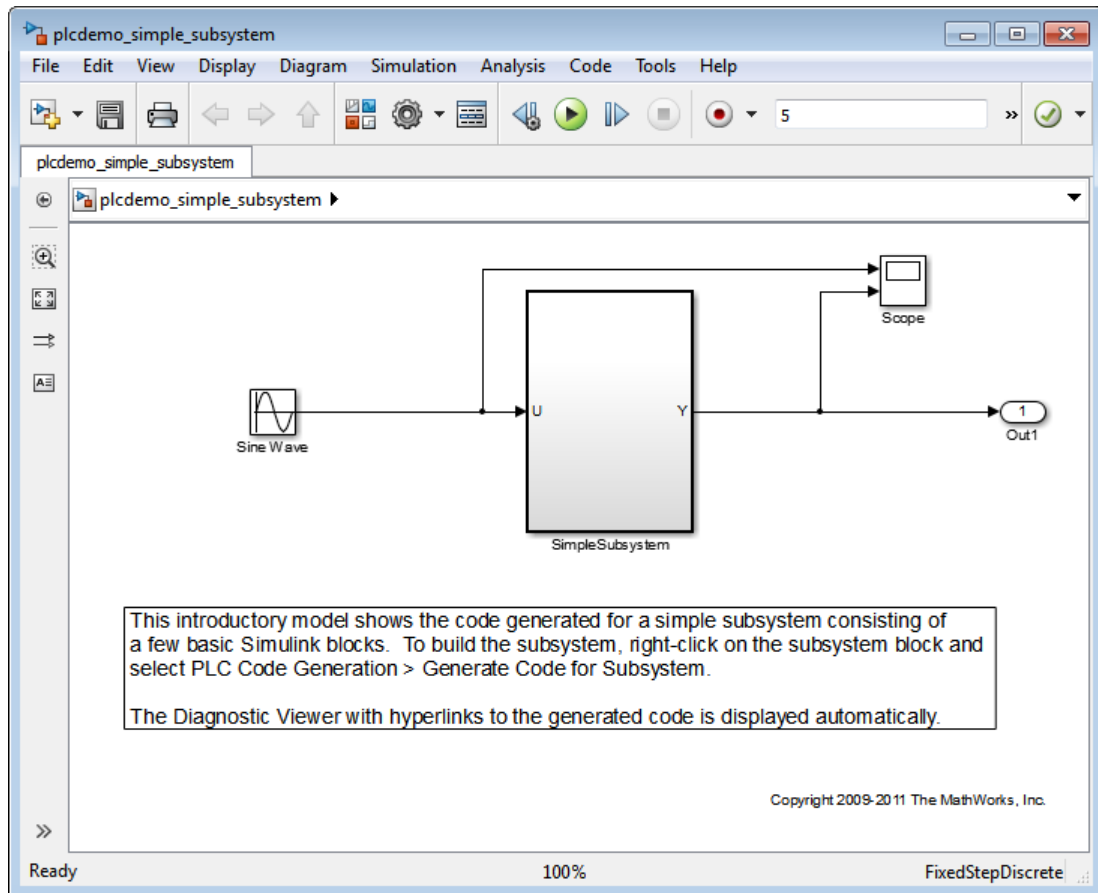 plcdemo_simple_subsystem
File Edit View Display Diagram Simulation Analysis Code Tools Help
5 »
plcdemo_simple_subsystem
plcdemo_simple_subsystem
Scope
U Y 1
Sine Wave Out1
SimpleSubsystem
This introductory model shows the code generated for a simple subsystem consisting of
a few basic Simulink blocks. To build the subsystem, right-click on the subsystem block and
select PLC Code Generation > Generate Code for Subsystem.
The Diagnostic Viewer with hyperlinks to the generated code is displayed automatically.
Copyright 2009-2011 The MathWorks, Inc.
Ready 100% FixedStepDiscrete